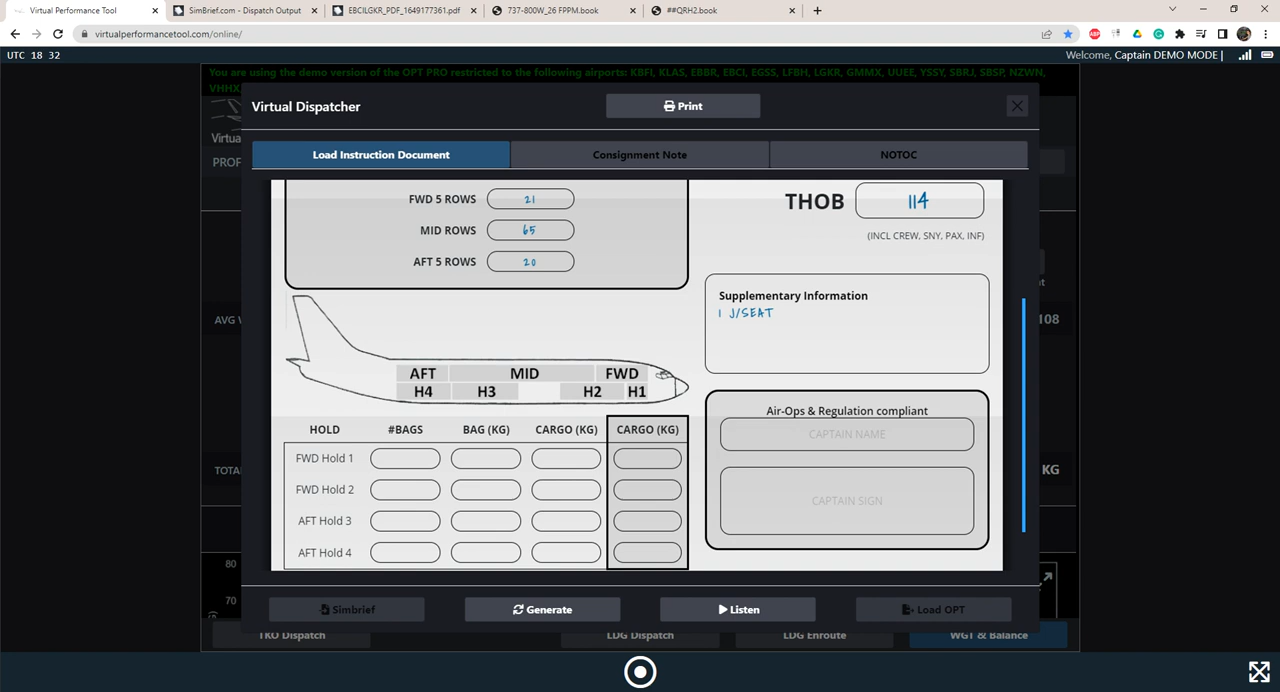 Virtual Performance Tool
SimBrief.com - Dispatch Output
EBCILGKR_PDF_1649177361.pdf
737-800W_26 FPPM.book
##QRH2.book
virtualperformancetool.com/online/
UTC 18 32
Welcome, Captain DEMO MODE |
You are using the demo version of the OPT PRO restricted to the following airports: KBFI, KLAS, EBBR, EBCI, EGSS, LFBH, LGKR, GMMX, UUEE, YSSY, SBRJ, SBSP, NZWN,
VHHX,
Virtual Dispatcher
Print
Virtua
Load Instruction Document
Consignment Note
NOTOC
PROF
FWD 5 ROWS 21
THOB 114
MID ROWS 65
(INCL CREW, SNY, PAX, INF)
AFT 5 ROWS 20
Supplementary Information
1 J/SEAT
AVG W
108
AFT MID FWD
H4 H3 H2 H1
Air-Ops & Regulation compliant
CAPTAIN NAME
HOLD #BAGS BAG (KG) CARGO (KG) CARGO (KG)
FWD Hold 1
TOTA
KG
FWD Hold 2
CAPTAIN SIGN
AFT Hold 3
AFT Hold 4
80
70
Simbrief
Generate
Listen
Load OPT
TKO Dispatch
LDG Dispatch
LDG Enroute
WGT & Balance